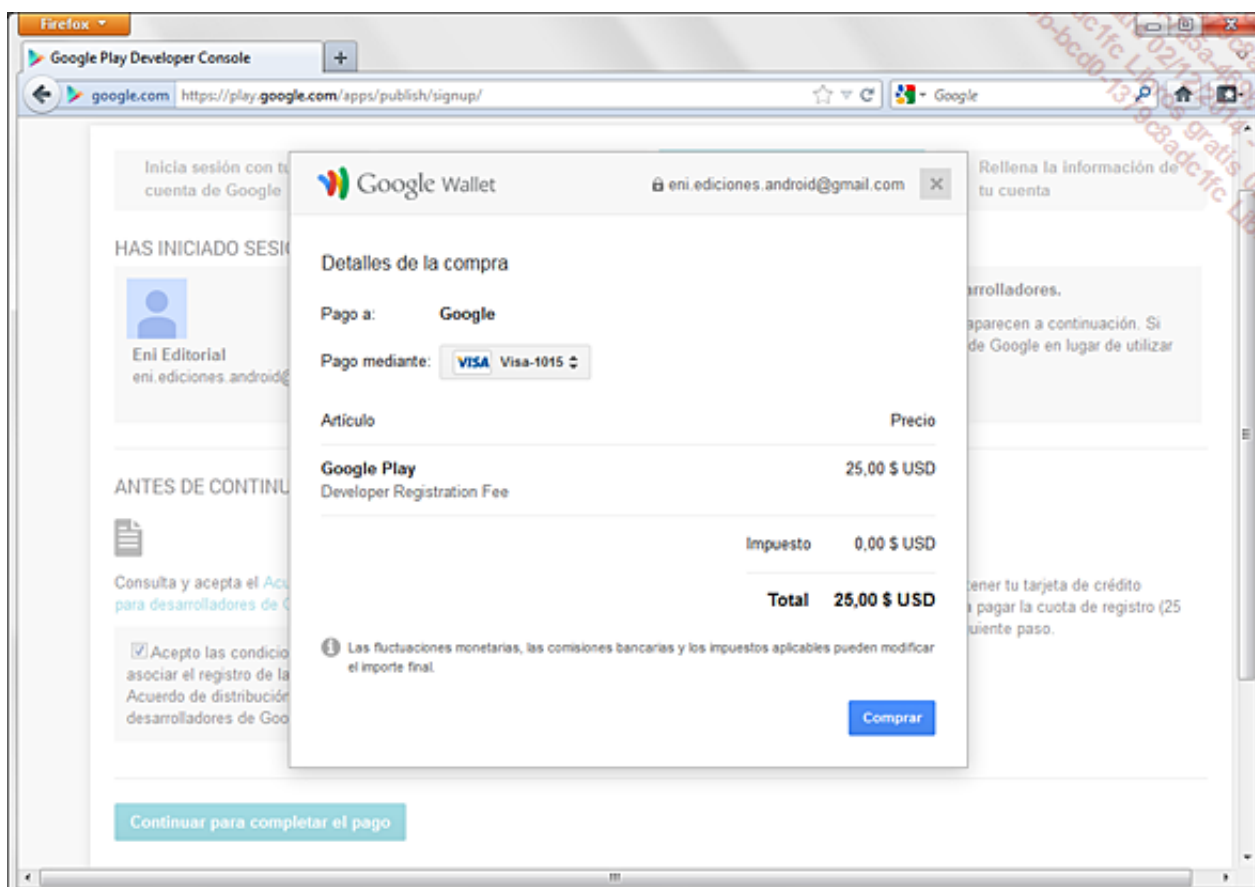 Firefox
Google Play Developer Console
google.com https://play.google.com/apps/publish/signup/
Google
Inicia sesión con tu
cuenta de Google
Rellena la información de
tu cuenta
HAS INICIADO SESIÓ
Eni Editorial
eni.ediciones.android@
arrolladores.
aparecen a continuación. Si
de Google en lugar de utilizar
Google Wallet
eni.ediciones.android@gmail.com
Detalles de la compra
Pago a: Google
Pago mediante: VISA Visa-1015
Artículo Precio
Google Play 25,00 $ USD
Developer Registration Fee
Impuesto 0,00 $ USD
Total 25,00 $ USD
Las fluctuaciones monetarias, las comisiones bancarias y los impuestos aplicables pueden modificar
el importe final.
Comprar
ANTES DE CONTINU
Consulta y acepta el Acu
para desarrolladores de G
Acepto las condicio
asociar el registro de la
Acuerdo de distribución
desarrolladores de Goo
tener tu tarjeta de crédito
a pagar la cuota de registro (25
uiente paso.
Continuar para completar el pago